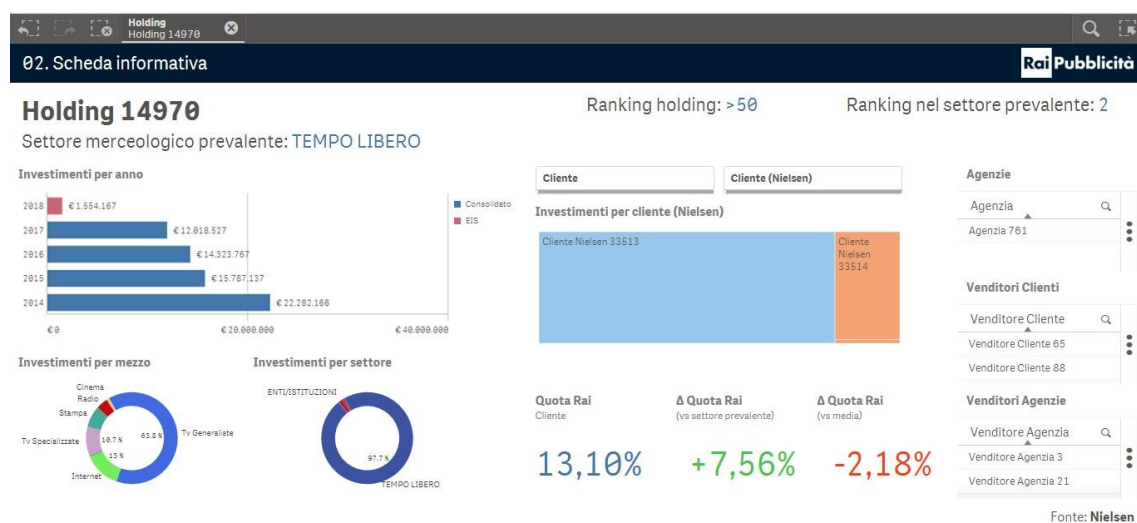 Holding
Holding 14970
02. Scheda informativa
Rai Pubblicità
Holding 14970
Ranking holding: >50
Ranking nel settore prevalente: 2
Settore merceologico prevalente: TEMPO LIBERO
Investimenti per anno
2018 € 1.554.167
2017 € 12.018.527
2016 € 14.323.767
2015 € 15.787.137
2014 € 22.282.166
€ 0 € 20.000.000 € 40.000.000
Consolidato
EIS
Cliente
Cliente (Nielsen)
Investimenti per cliente (Nielsen)
Cliente Nielsen 33513
Cliente
Nielsen
33514
Agenzie
Agenzia
Agenzia 761
Venditori Clienti
Venditore Cliente
Venditore Cliente 65
Venditore Cliente 88
Investimenti per mezzo
Cinema
Radio
Stampa
Tv Specializzate
Internet
Tv Generaliste
10.7 %
63.8 %
13 %
Investimenti per settore
ENTI/ISTITUZIONI
97.7 %
TEMPO LIBERO
Quota Rai
Cliente
13,10%
Δ Quota Rai
(vs settore prevalente)
+7,56%
Δ Quota Rai
(vs media)
-2,18%
Venditori Agenzie
Venditore Agenzia
Venditore Agenzia 3
Venditore Agenzia 21
Fonte: Nielsen